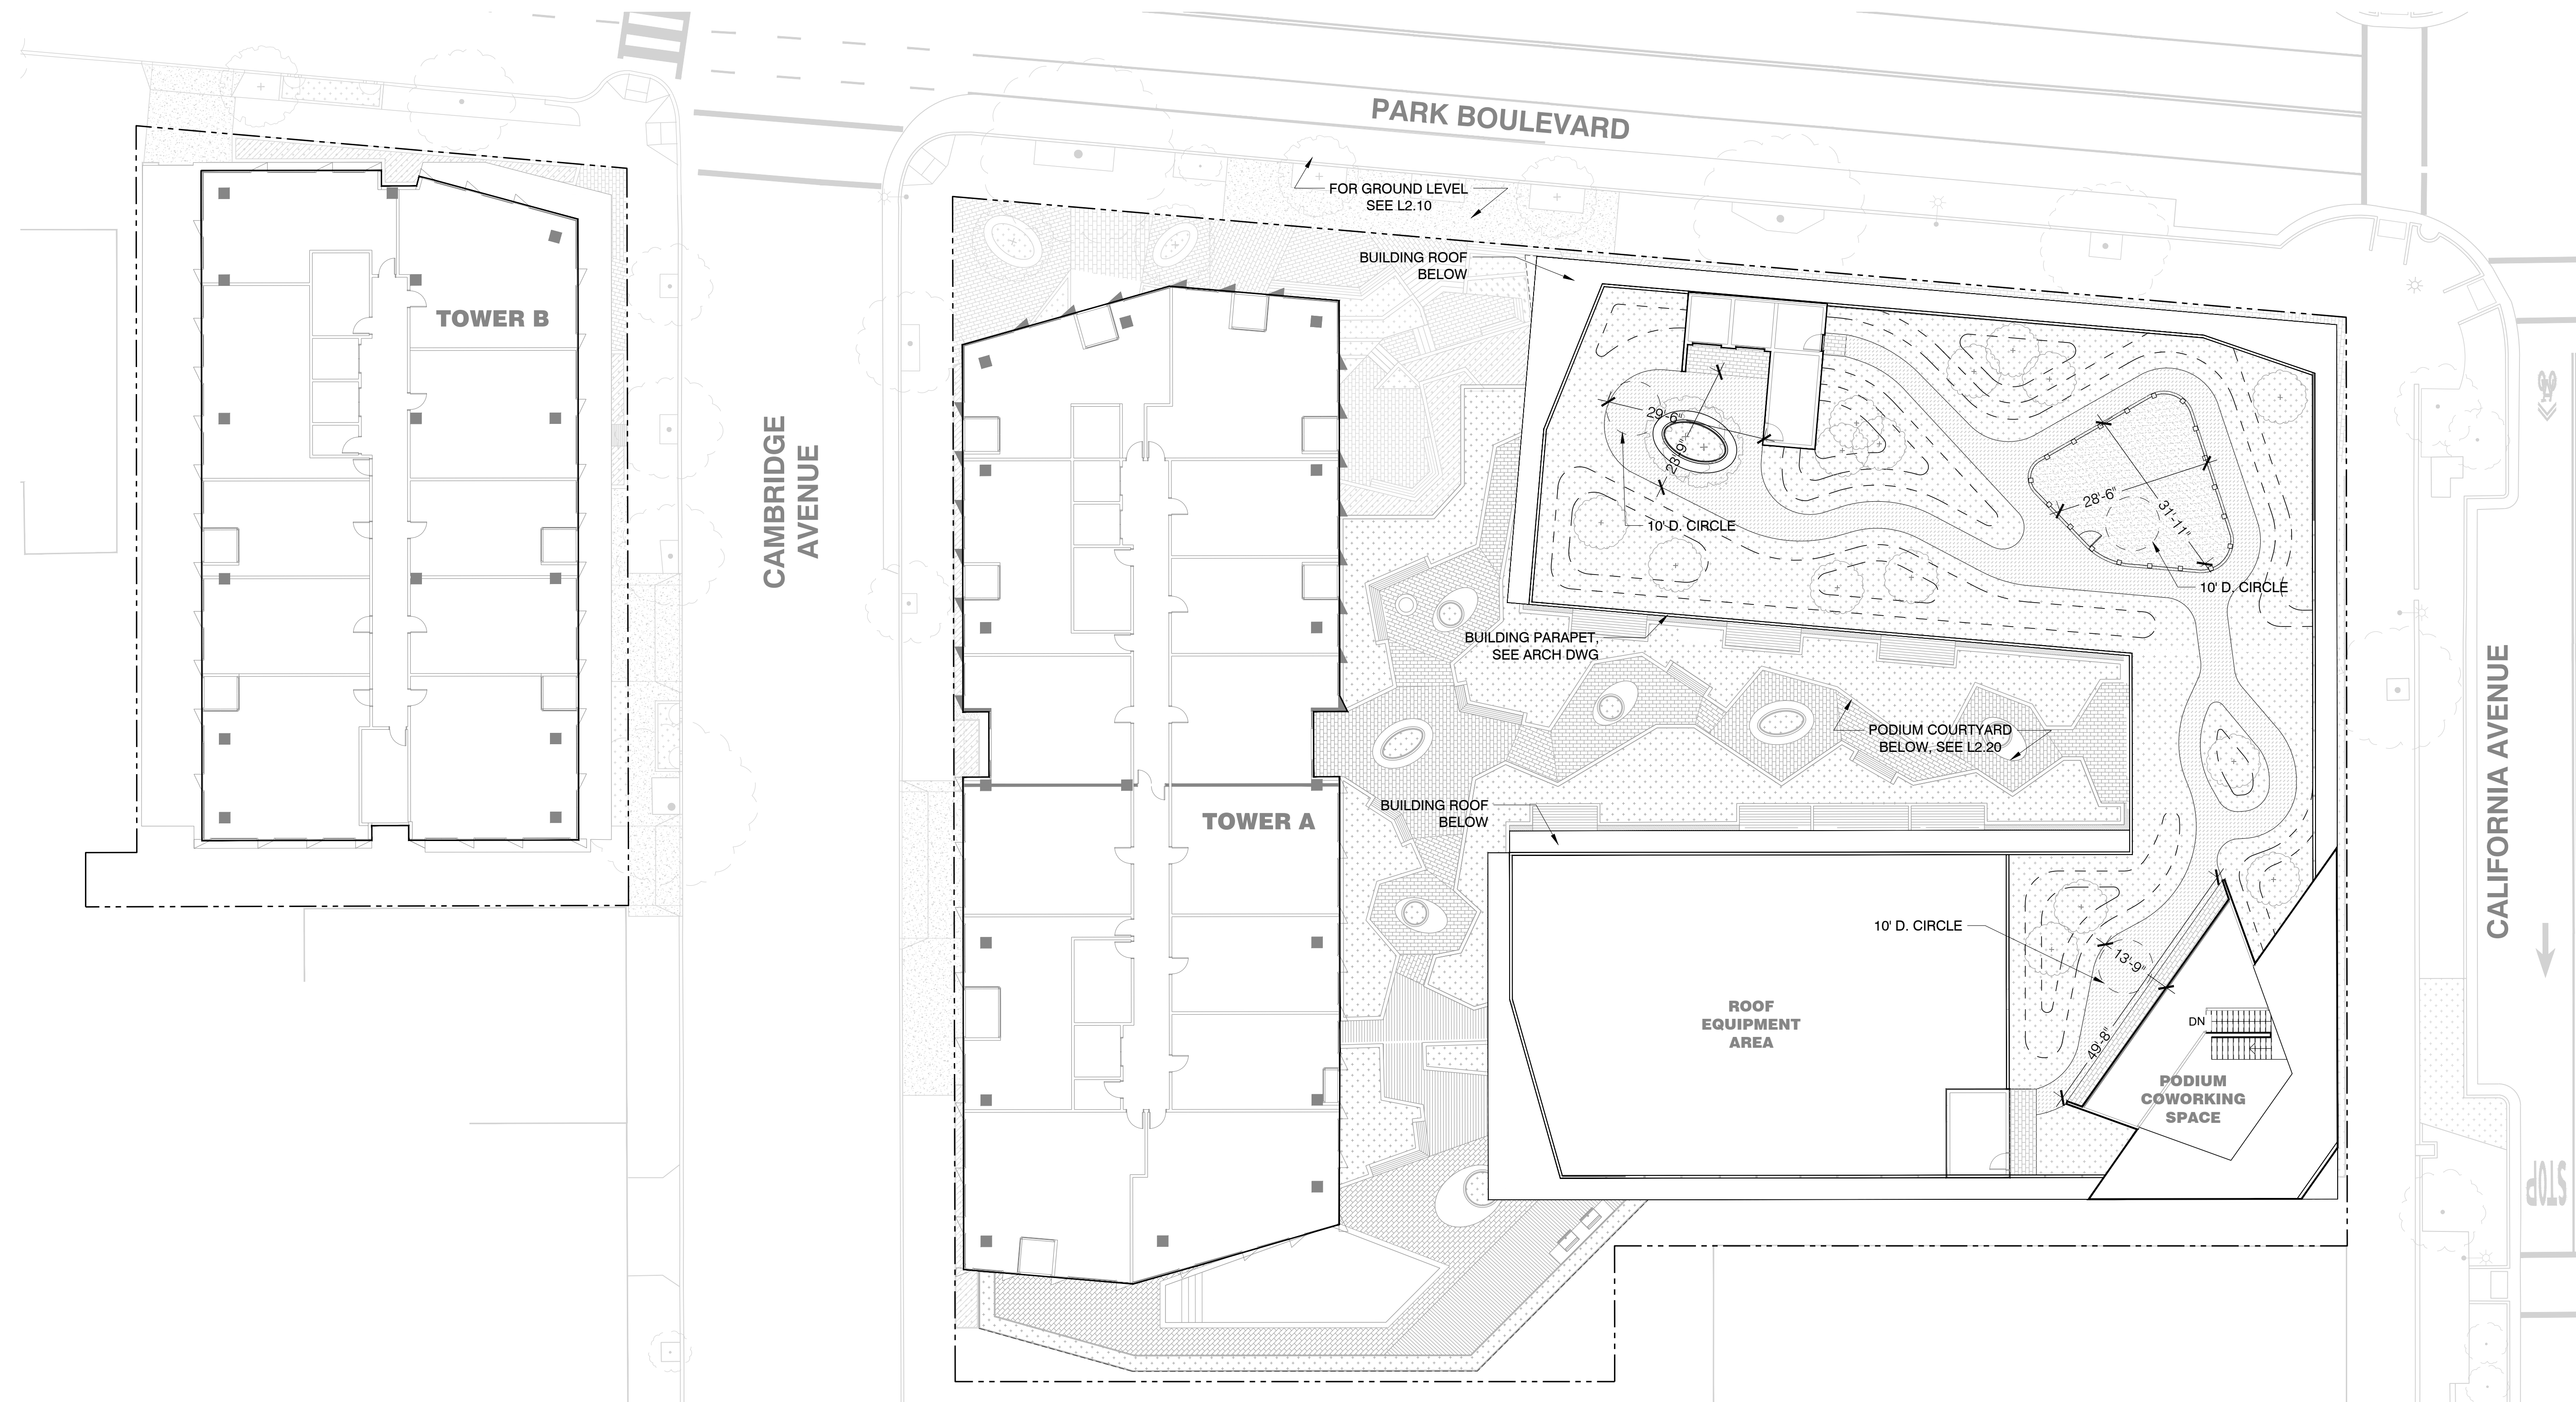 PARK BOULEVARD
FOR GROUND LEVEL
SEE L2.10
BUILDING ROOF
BELOW
TOWER B
CAMBRIDGE
AVENUE
29'-6"
23'-9"
10' D. CIRCLE
28'-6"
31'-11"
10' D. CIRCLE
BUILDING PARAPET,
SEE ARCH DWG
PODIUM COURTYARD
BELOW, SEE L2.20
CALIFORNIA AVENUE
BUILDING ROOF
BELOW
TOWER A
10' D. CIRCLE
13'-9"
49'-8"
ROOF
EQUIPMENT
AREA
DN
PODIUM
COWORKING
SPACE
STOP